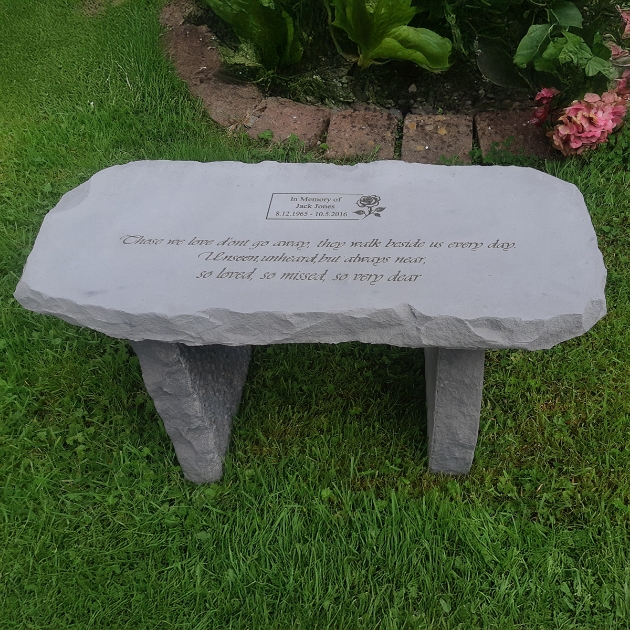 In Memory of
Jack Jones
8.12.1965 - 10.5.2016
Those we love d'ont go away, they walk beside us every day.
Unseen, unheard, but always near,
so loved, so missed, so very dear